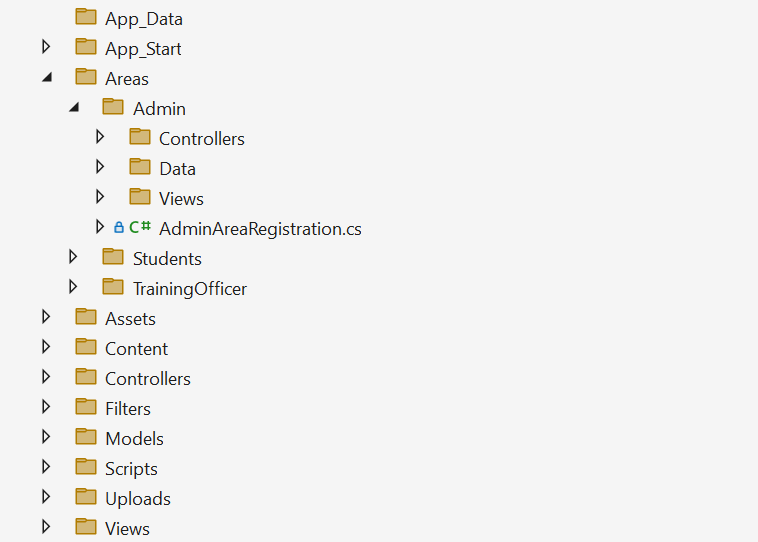 App_Data
App_Start
Areas
Admin
Controllers
Data
Views
C# AdminAreaRegistration.cs
Students
TrainingOfficer
Assets
Content
Controllers
Filters
Models
Scripts
Uploads
Views